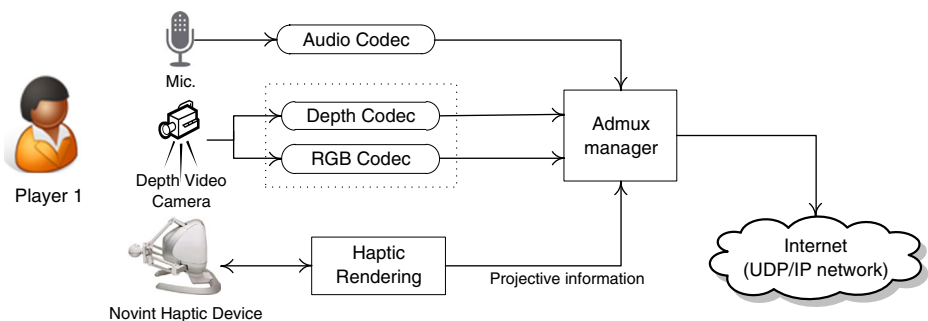 Audio Codec
Mic.
Depth Codec
RGB Codec
Admux
manager
Player 1
Depth Video
Camera
Haptic
Rendering
Projective information
Internet
(UDP/IP network)
Novint Haptic Device